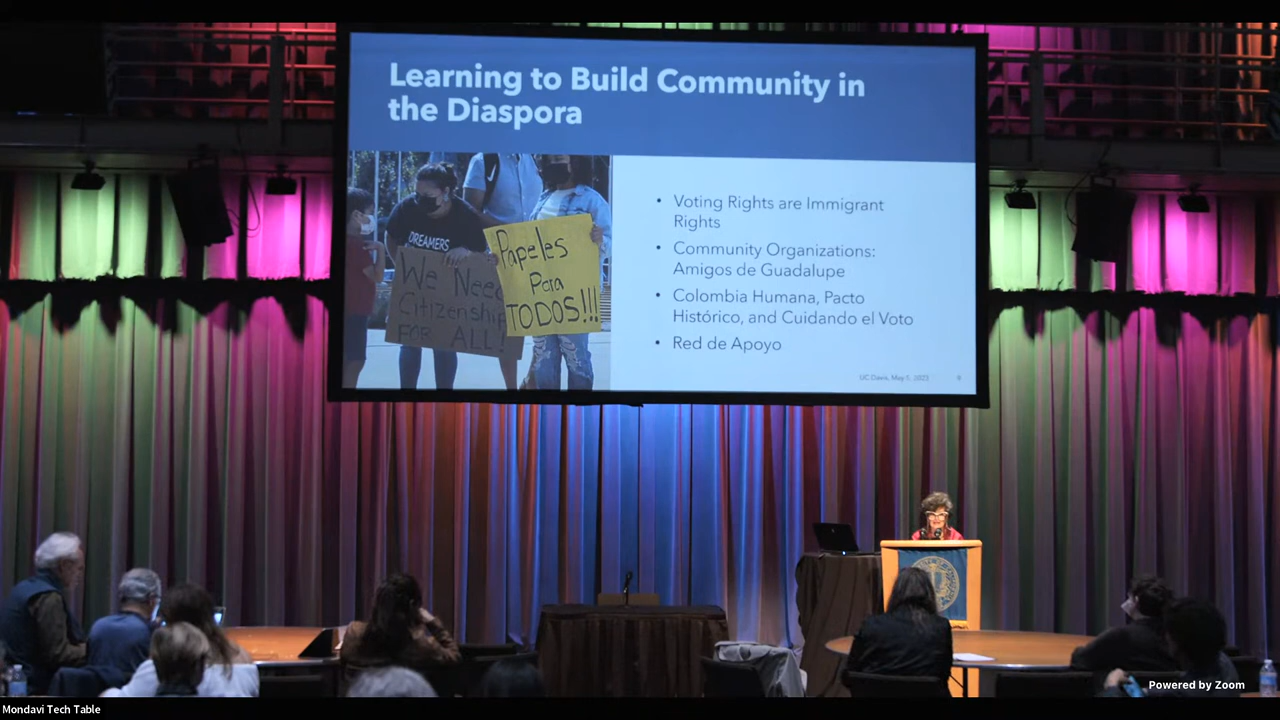 Learning to Build Community in
the Diaspora
DREAMERS
We Need
Citizenship
FOR ALL!
Papeles
Para
TODOS!!!
• Voting Rights are Immigrant
Rights
• Community Organizations:
Amigos de Guadalupe
• Colombia Humana, Pacto
Histórico, and Cuidando el Voto
• Red de Apoyo
UC Davis, May 5, 2023
Powered by Zoom
Mondavi Tech Table